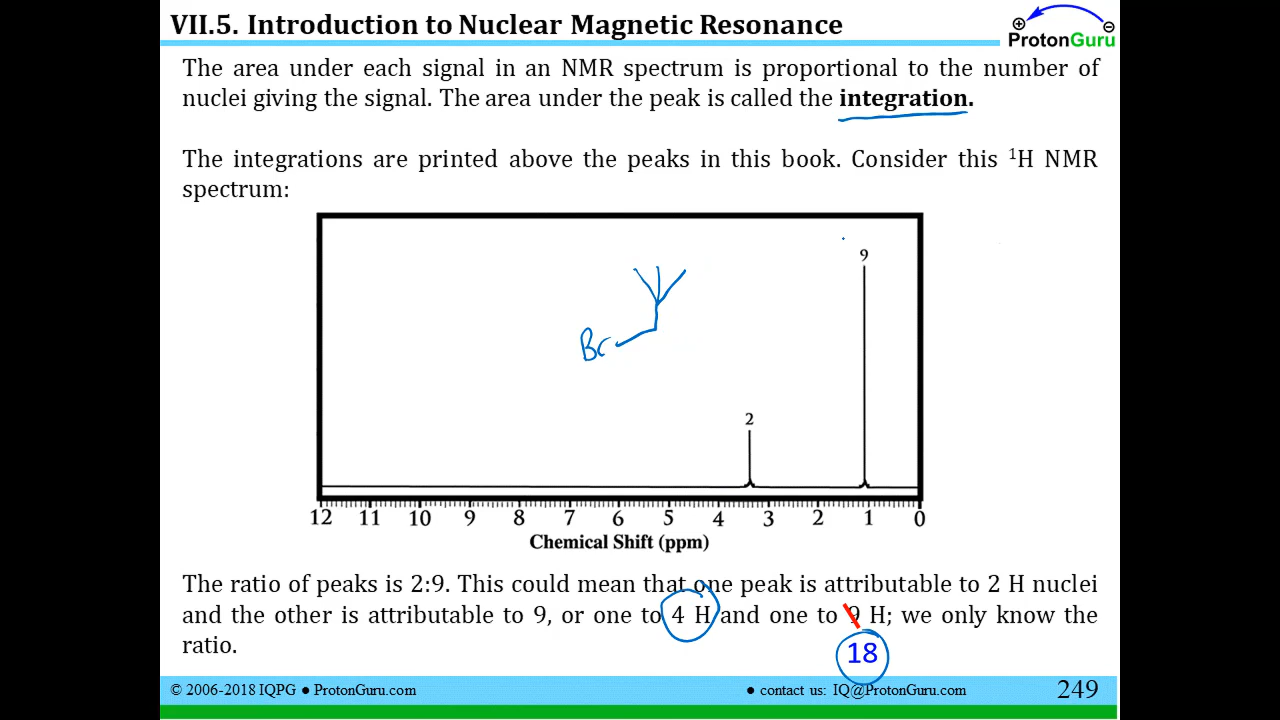 VII.5. Introduction to Nuclear Magnetic Resonance
ProtonGuru
The area under each signal in an NMR spectrum is proportional to the number of
nuclei giving the signal. The area under the peak is called the integration.
The integrations are printed above the peaks in this book. Consider this ¹H NMR
spectrum:
9
Br
2
12 11 10 9 8 7 6 5 4 3 2 1 0
Chemical Shift (ppm)
The ratio of peaks is 2:9. This could mean that one peak is attributable to 2 H nuclei
and the other is attributable to 9, or one to 4 H and one to 9 H; we only know the
ratio.
18
© 2006-2018 IQPG ● ProtonGuru.com
● contact us: IQ@ProtonGuru.com
249